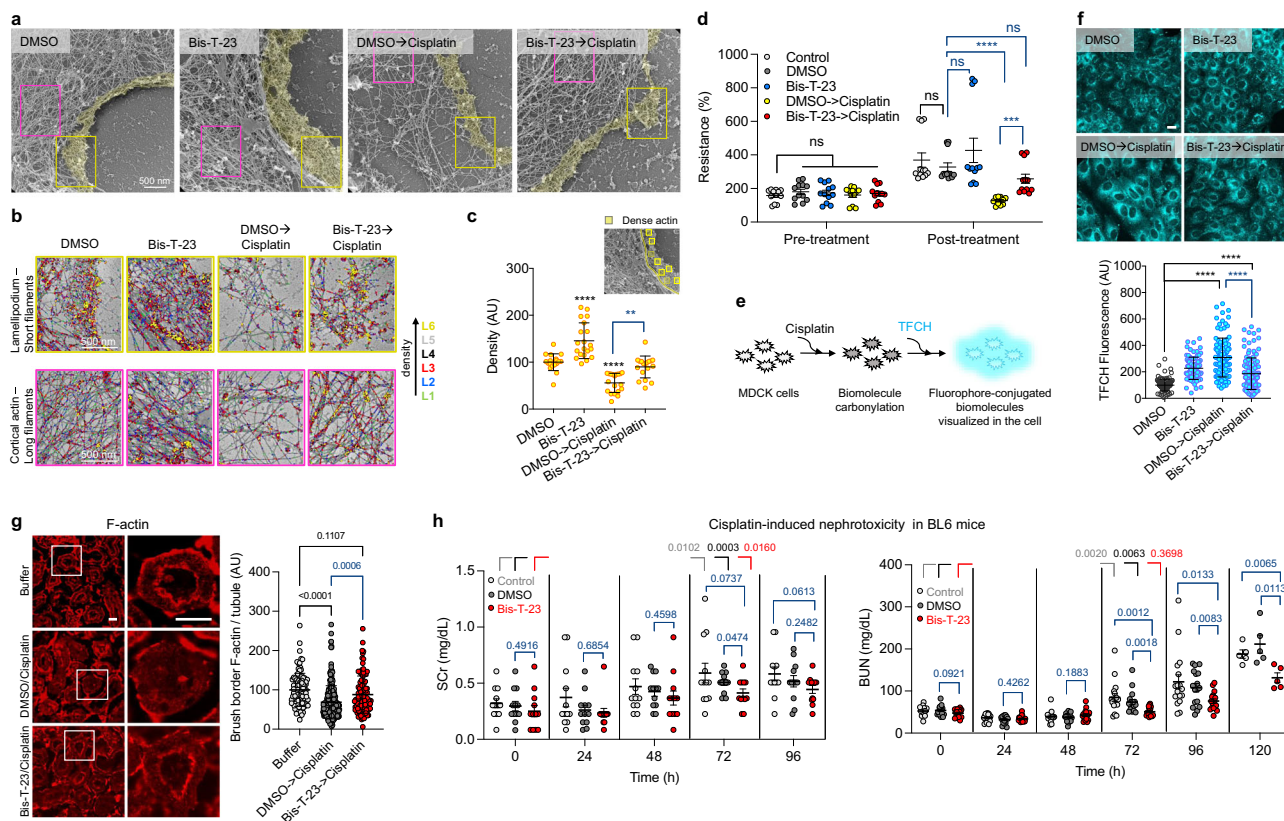 a
DMSO
Bis-T-23
DMSO→Cisplatin
Bis-T-23→Cisplatin
500 nm
b
DMSO
Bis-T-23
DMSO→
Cisplatin
Bis-T-23→
Cisplatin
Lamelipodium –
Short filaments
500 nm
Cortical actin–
Long filaments
500 nm
density
L6
L5
L4
L3
L2
L1
c
Dense actin
Density (AU)
300
200
100
0
****
****
**
DMSO
Bis-T-23
DMSO->Cisplatin
Bis-T-23->Cisplatin
d
Resistance
(%)
1000
800
600
400
200
0
Control
DMSO
Bis-T-23
DMSO->Cisplatin
Bis-T-23->Cisplatin
ns
ns
ns
****
ns
***
Pre-treatment
Post-treatment
e
Cisplatin
TFCH
MDCK cells
Biomolecule
carbonylation
Fluorophore-conjugated
biomolecules
visualized in the cell
f
DMSO
Bis-T-23
DMSO→Cisplatin
Bis-T-23→Cisplatin
TFCH Fluorescence (AU)
1000
800
600
400
200
0
****
****
****
DMSO
Bis-T-23
DMSO->Cisplatin
Bis-T-23->Cisplatin
g
F-actin
Buffer
DMSO/Cisplatin
Bis-T-23/Cisplatin
Brush border F-actin / tubule (AU)
400
300
200
100
0
0.1107
0.0006
<0.0001
Buffer
DMSO->Cisplatin
Bis-T-23->Cisplatin
h
Cisplatin-induced nephrotoxicity in BL6 mice
SCr (mg/dL)
1.5
1.0
0.5
0.0
Control
DMSO
Bis-T-23
0.4916
0.6854
0.4598
0.0102
0.0003
0.0160
0.0737
0.0474
0.0613
0.2482
0
24
48
72
96
Time (h)
BUN (mg/dL)
500
400
300
200
100
0
Control
DMSO
Bis-T-23
0.0921
0.4262
0.1883
0.0020
0.0063
0.3698
0.0012
0.0018
0.0133
0.0083
0.0065
0.0113
0
24
48
72
96
120
Time (h)